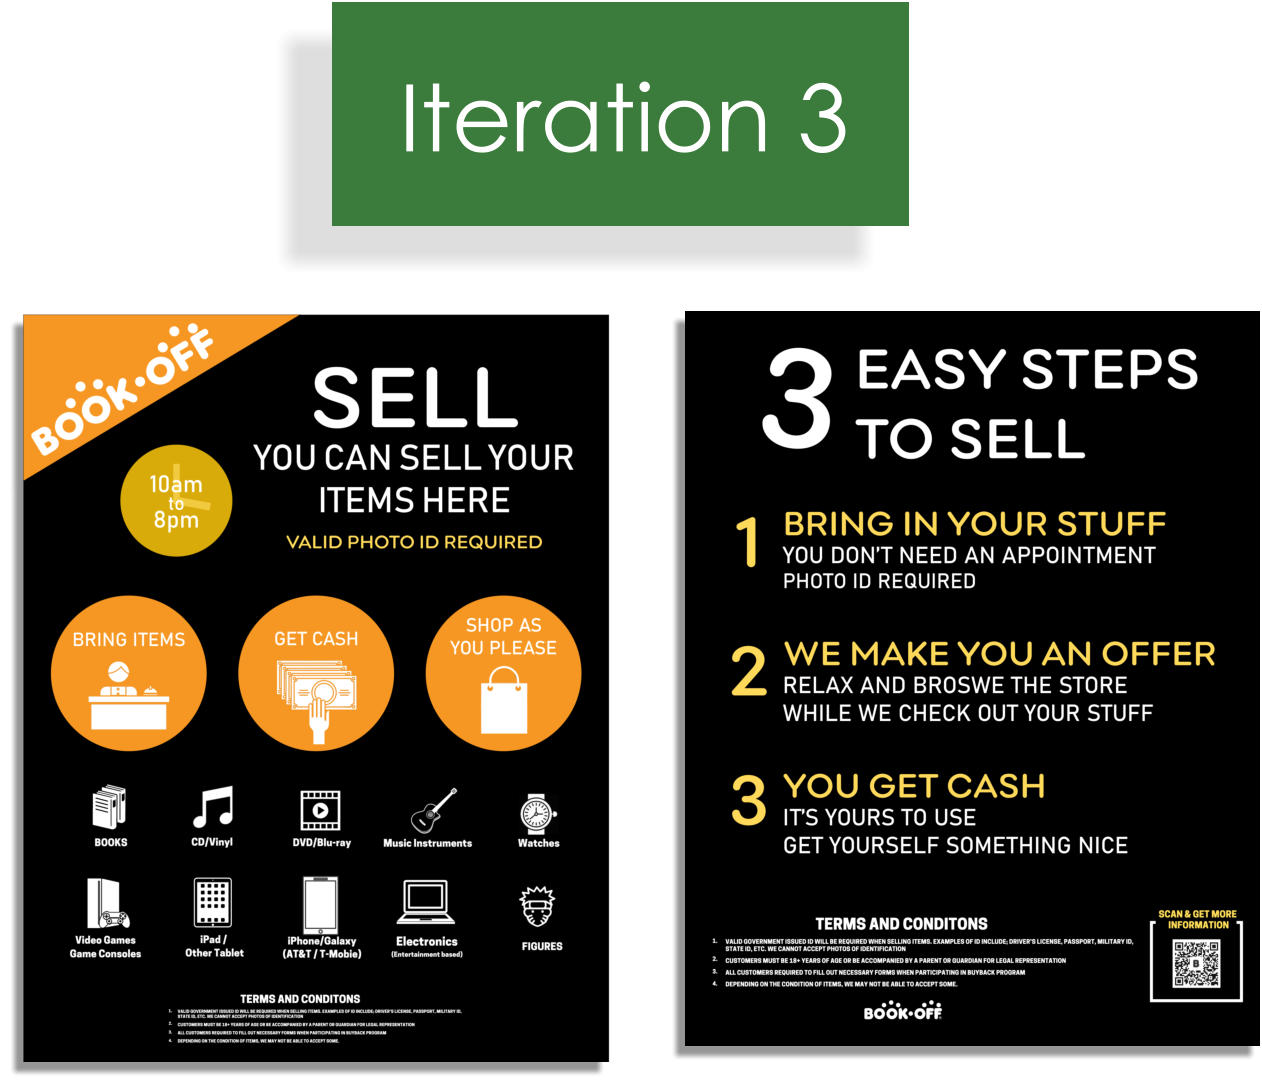 Iteration 3
BOOK·OFF
SELL
YOU CAN SELL YOUR
ITEMS HERE
VALID PHOTO ID REQUIRED
10am
to
8pm
BRING ITEMS
GET CASH
SHOP AS
YOU PLEASE
BOOKS
CD/Vinyl
DVD/Blu-ray
Music Instruments
Watches
Video Games
Game Consoles
iPad /
Other Tablet
iPhone/Galaxy
(AT&T / T-Mobie)
Electronics
(Entertainment based)
FIGURES
TERMS AND CONDITONS
1. VALID GOVERNMENT ISSUED ID WILL BE REQUIRED WHEN SELLING ITEMS. EXAMPLES OF ID INCLUDE; DRIVER'S LICENSE, PASSPORT, MILITARY ID,
STATE ID, ETC. WE CANNOT ACCEPT PHOTOS OF IDENTIFICATION
2. CUSTOMERS MUST BE 18+ YEARS OF AGE OR BE ACCOMPANIED BY A PARENT OR GUARDIAN FOR LEGAL REPRESENTATION
3. ALL CUSTOMERS REQUIRED TO FILL OUT NECESSARY FORMS WHEN PARTICIPATING IN BUYBACK PROGRAM
4. DEPENDING ON THE CONDITION OF ITEMS, WE MAY NOT BE ABLE TO ACCEPT SOME.
3 EASY STEPS
TO SELL
1 BRING IN YOUR STUFF
YOU DON'T NEED AN APPOINTMENT
PHOTO ID REQUIRED
2 WE MAKE YOU AN OFFER
RELAX AND BROSWE THE STORE
WHILE WE CHECK OUT YOUR STUFF
3 YOU GET CASH
IT'S YOURS TO USE
GET YOURSELF SOMETHING NICE
TERMS AND CONDITONS
1. VALID GOVERNMENT ISSUED ID WILL BE REQUIRED WHEN SELLING ITEMS. EXAMPLES OF ID INCLUDE; DRIVER'S LICENSE, PASSPORT, MILITARY ID,
STATE ID, ETC. WE CANNOT ACCEPT PHOTOS OF IDENTIFICATION
2. CUSTOMERS MUST BE 18+ YEARS OF AGE OR BE ACCOMPANIED BY A PARENT OR GUARDIAN FOR LEGAL REPRESENTATION
3. ALL CUSTOMERS REQUIRED TO FILL OUT NECESSARY FORMS WHEN PARTICIPATING IN BUYBACK PROGRAM
4. DEPENDING ON THE CONDITION OF ITEMS, WE MAY NOT BE ABLE TO ACCEPT SOME.
SCAN & GET MORE
INFORMATION
B
BOOK·OFF